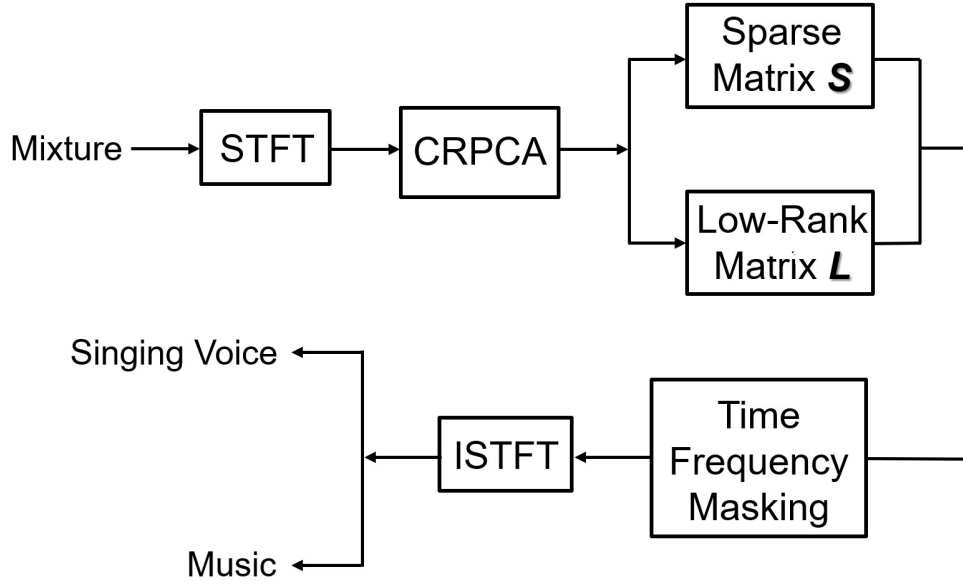 Mixture
STFT
CRPCA
Sparse
Matrix S
Low-Rank
Matrix L
Time
Frequency
Masking
ISTFT
Singing Voice
Music